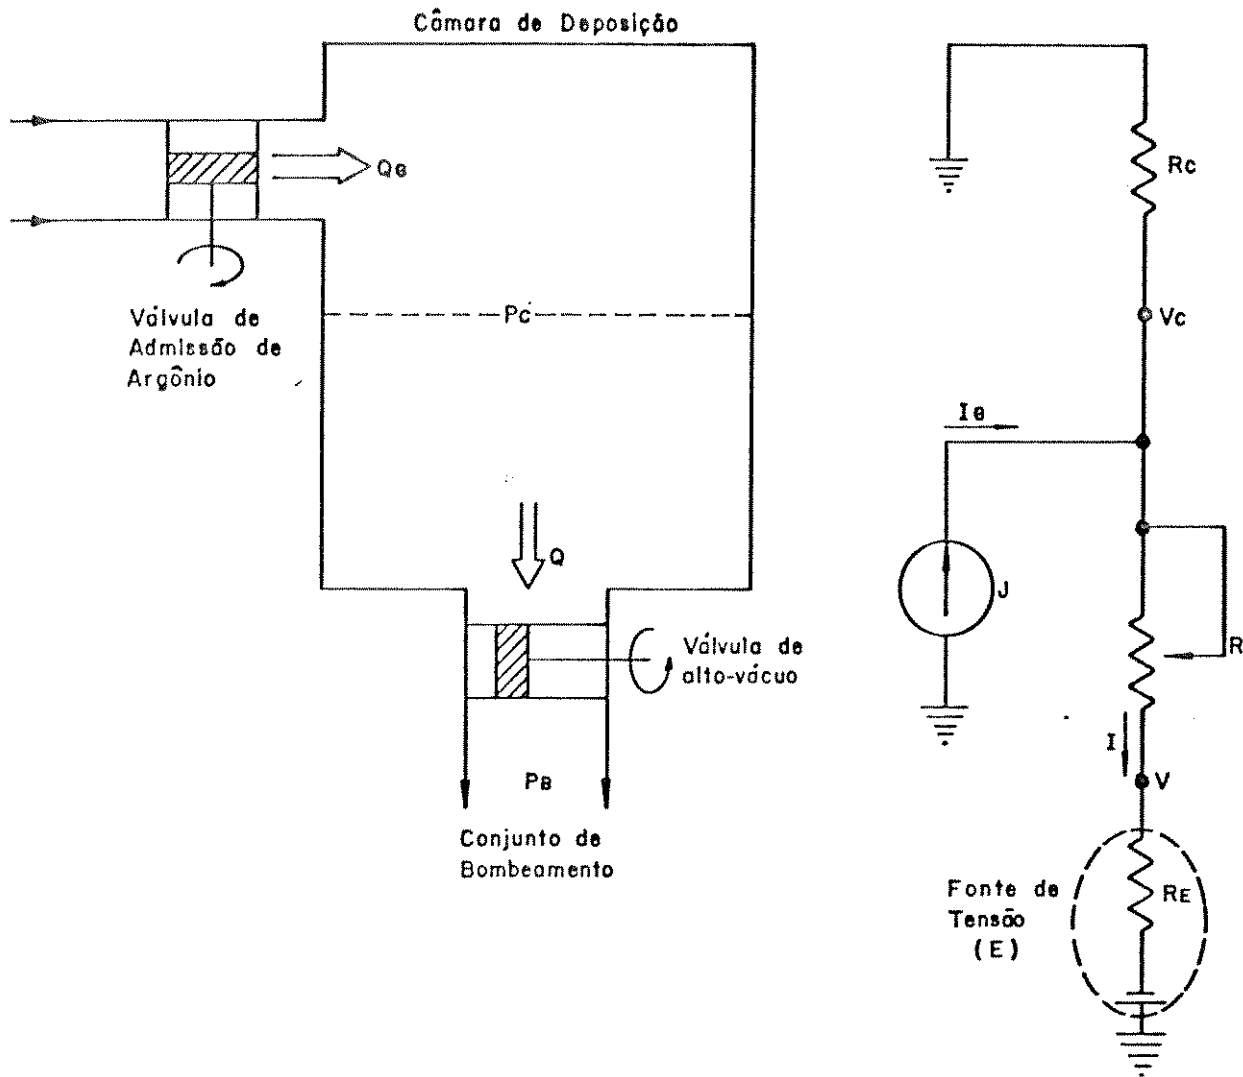 Câmara de Deposição
Qe
Válvula de
Admissão de
Argônio
Pc
Q
Válvula de
alto-vácuo
PB
Conjunto de
Bombeamento
Rc
Vc
Ie
J
R
I
V
Fonte de
Tensão
(E)
RE